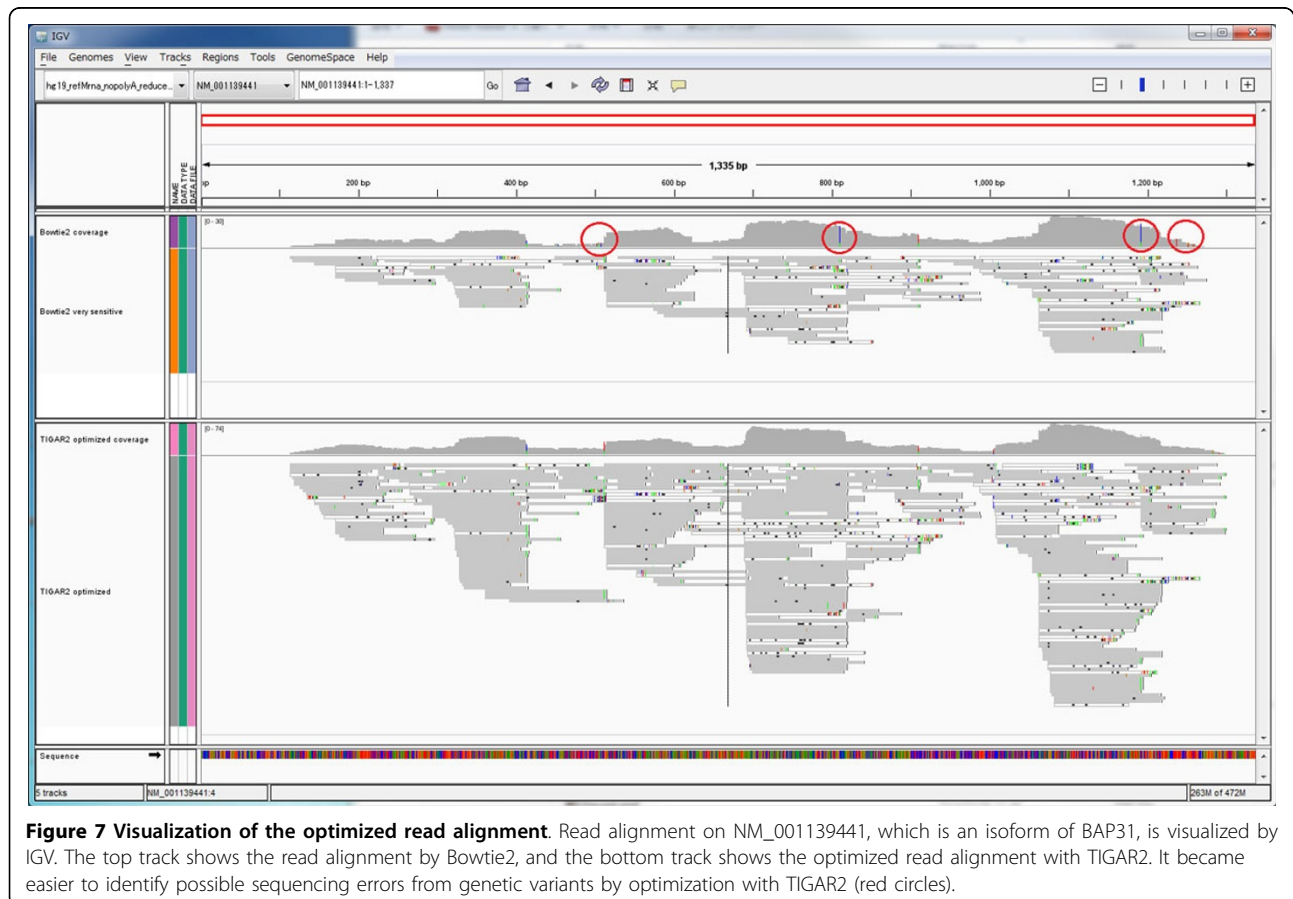 IGV
File Genomes View Tracks Regions Tools GenomeSpace Help
hg19_refMrna_nopolyA_reduce... NM_001139441 NM_001139441:1-1,337 Go
NAME
DATA TYPE
DATA FILE
1,335 bp
bp 200 bp 400 bp 600 bp 800 bp 1,000 bp 1,200 bp
Bowtie2 coverage
[0 - 30]
Bowtie2 very sensitive
TIGAR2 optimized coverage
[0 - 74]
TIGAR2 optimized
Sequence
5 tracks NM_001139441:4 263M of 472M
Figure 7 Visualization of the optimized read alignment. Read alignment on NM_001139441, which is an isoform of BAP31, is visualized by
IGV. The top track shows the read alignment by Bowtie2, and the bottom track shows the optimized read alignment with TIGAR2. It became
easier to identify possible sequencing errors from genetic variants by optimization with TIGAR2 (red circles).